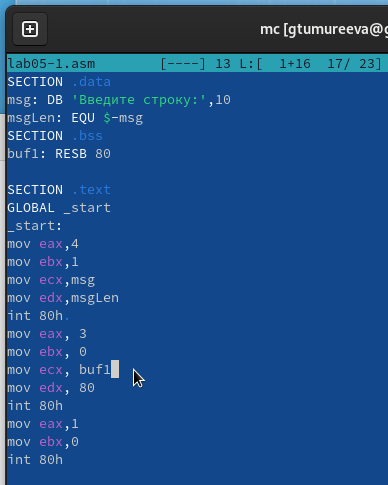 mc [gtumureeva@g
lab05-1.asm [----] 13 L:[ 1+16 17/ 23]
SECTION .data
msg: DB 'Введите строку:',10
msgLen: EQU $-msg
SECTION .bss
buf1: RESB 80
SECTION .text
GLOBAL _start
_start:
mov eax,4
mov ebx,1
mov ecx,msg
mov edx,msgLen
int 80h.
mov eax, 3
mov ebx, 0
mov ecx, buf1
mov edx, 80
int 80h
mov eax,1
mov ebx,0
int 80h